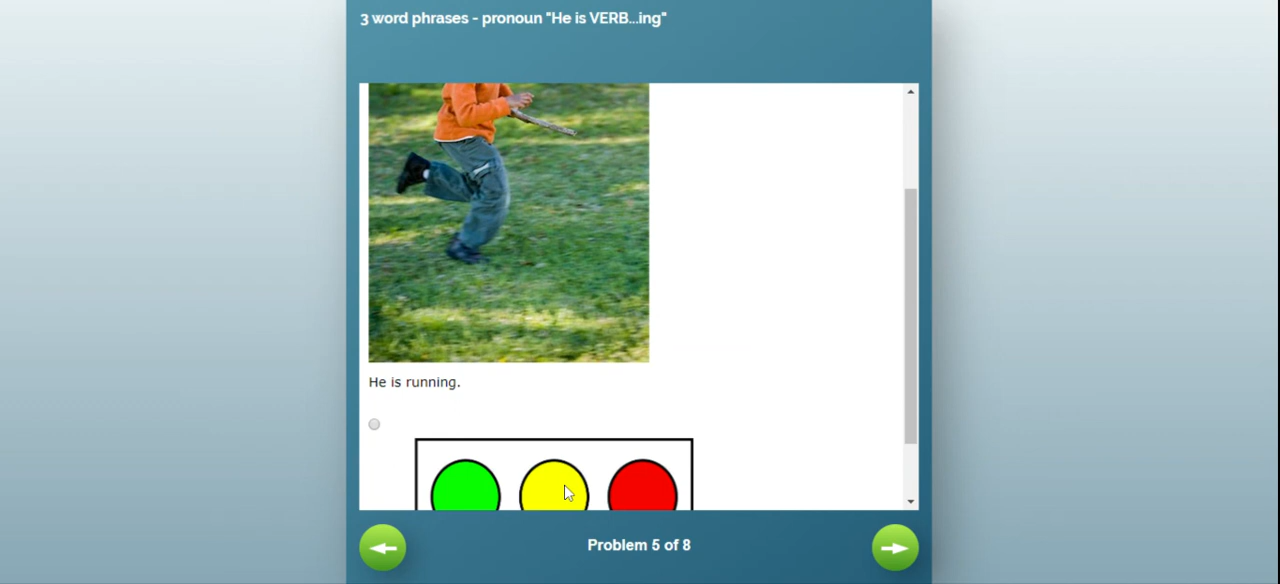 3 word phrases - pronoun "He is VERB...ing"
He is running.
Problem 5 of 8